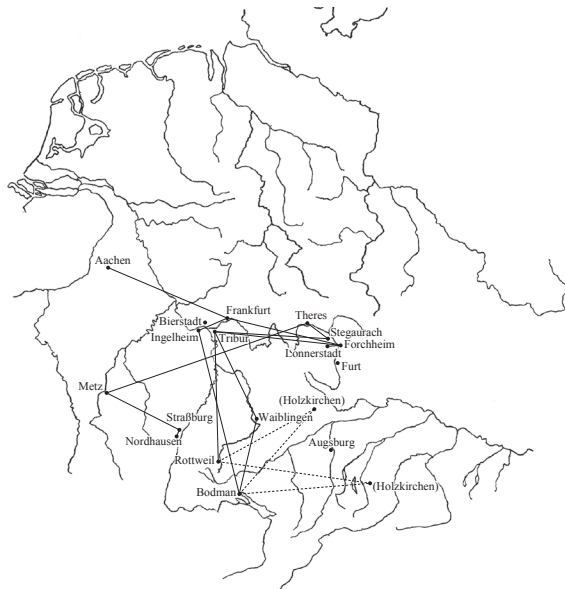 Aachen
Frankfurt
Theres
Bierstadt
Stegaurach
Ingelheim
Tribur
Forchheim
Lonnerstadt
Furt
Metz
(Holzkirchen)
Straßburg
Waiblingen
Nordhausen
Augsburg
Rottweil
(Holzkirchen)
Bodman